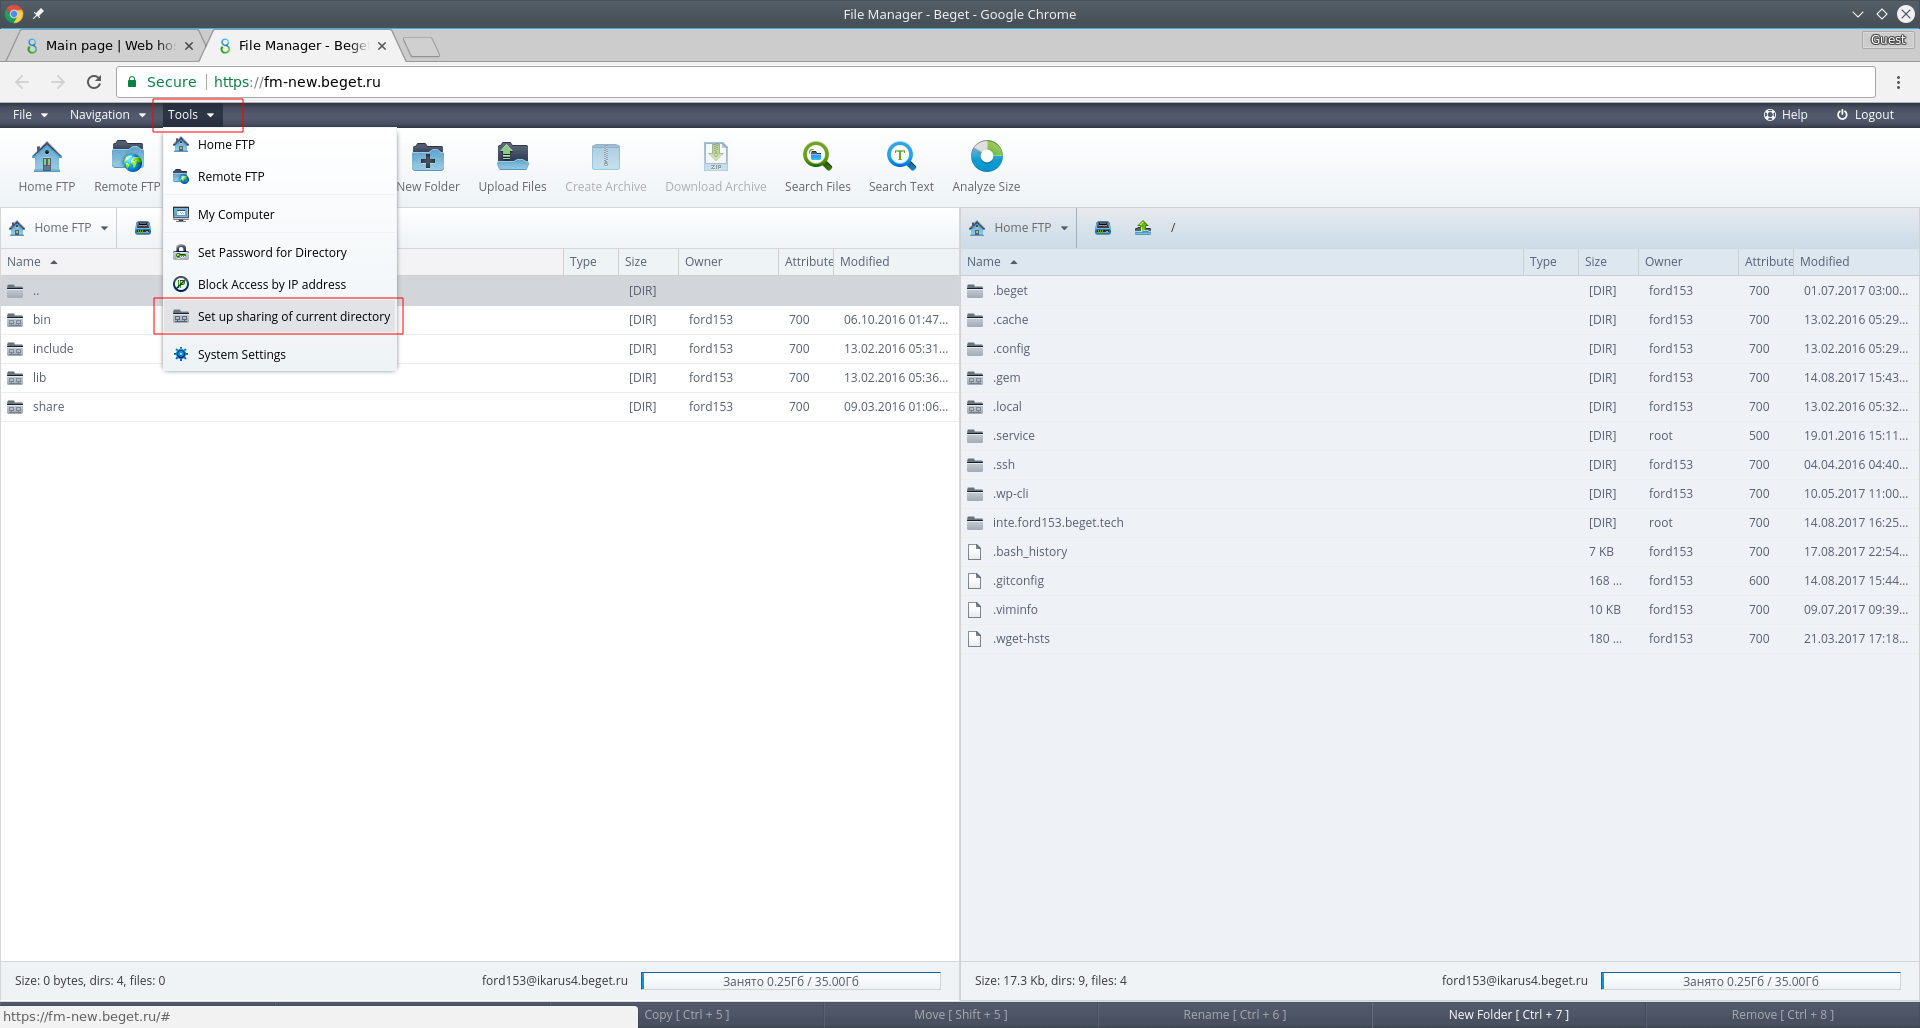 File Manager - Beget - Google Chrome
Main page | Web ho
File Manager - Bege
Guest
Secure
https://fm-new.beget.ru
File
Navigation
Tools
Help
Logout
Home FTP
Remote FTP
New Folder
Upload Files
Create Archive
Download Archive
Search Files
Search Text
Analyze Size
Home FTP
Remote FTP
My Computer
Set Password for Directory
Block Access by IP address
Set up sharing of current directory
System Settings
Home FTP
Name Type Size Owner Attribute Modified
.. [DIR]
bin [DIR] ford153 700 06.10.2016 01:47...
include [DIR] ford153 700 13.02.2016 05:31...
lib [DIR] ford153 700 13.02.2016 05:36...
share [DIR] ford153 700 09.03.2016 01:06...
Home FTP /
Name Type Size Owner Attribute Modified
.beget [DIR] ford153 700 01.07.2017 03:00...
.cache [DIR] ford153 700 13.02.2016 05:29...
.config [DIR] ford153 700 13.02.2016 05:29...
.gem [DIR] ford153 700 14.08.2017 15:43...
.local [DIR] ford153 700 13.02.2016 05:32...
.service [DIR] root 500 19.01.2016 15:11...
.ssh [DIR] ford153 700 04.04.2016 04:40...
.wp-cli [DIR] ford153 700 10.05.2017 11:00...
inte.ford153.beget.tech [DIR] root 700 14.08.2017 16:25...
.bash_history 7 KB ford153 700 17.08.2017 22:54...
.gitconfig 168 ... ford153 600 14.08.2017 15:44...
.viminfo 10 KB ford153 700 09.07.2017 09:39...
.wget-hsts 180 ... ford153 700 21.03.2017 17:18...
Size: 0 bytes, dirs: 4, files: 0
ford153@ikarus4.beget.ru
Занято 0.25Гб / 35.00Гб
Size: 17.3 Kb, dirs: 9, files: 4
ford153@ikarus4.beget.ru
Занято 0.25Гб / 35.00Гб
https://fm-new.beget.ru/#
Copy [ Ctrl + 5 ]
Move [ Shift + 5 ]
Rename [ Ctrl + 6 ]
New Folder [ Ctrl + 7 ]
Remove [ Ctrl + 8 ]